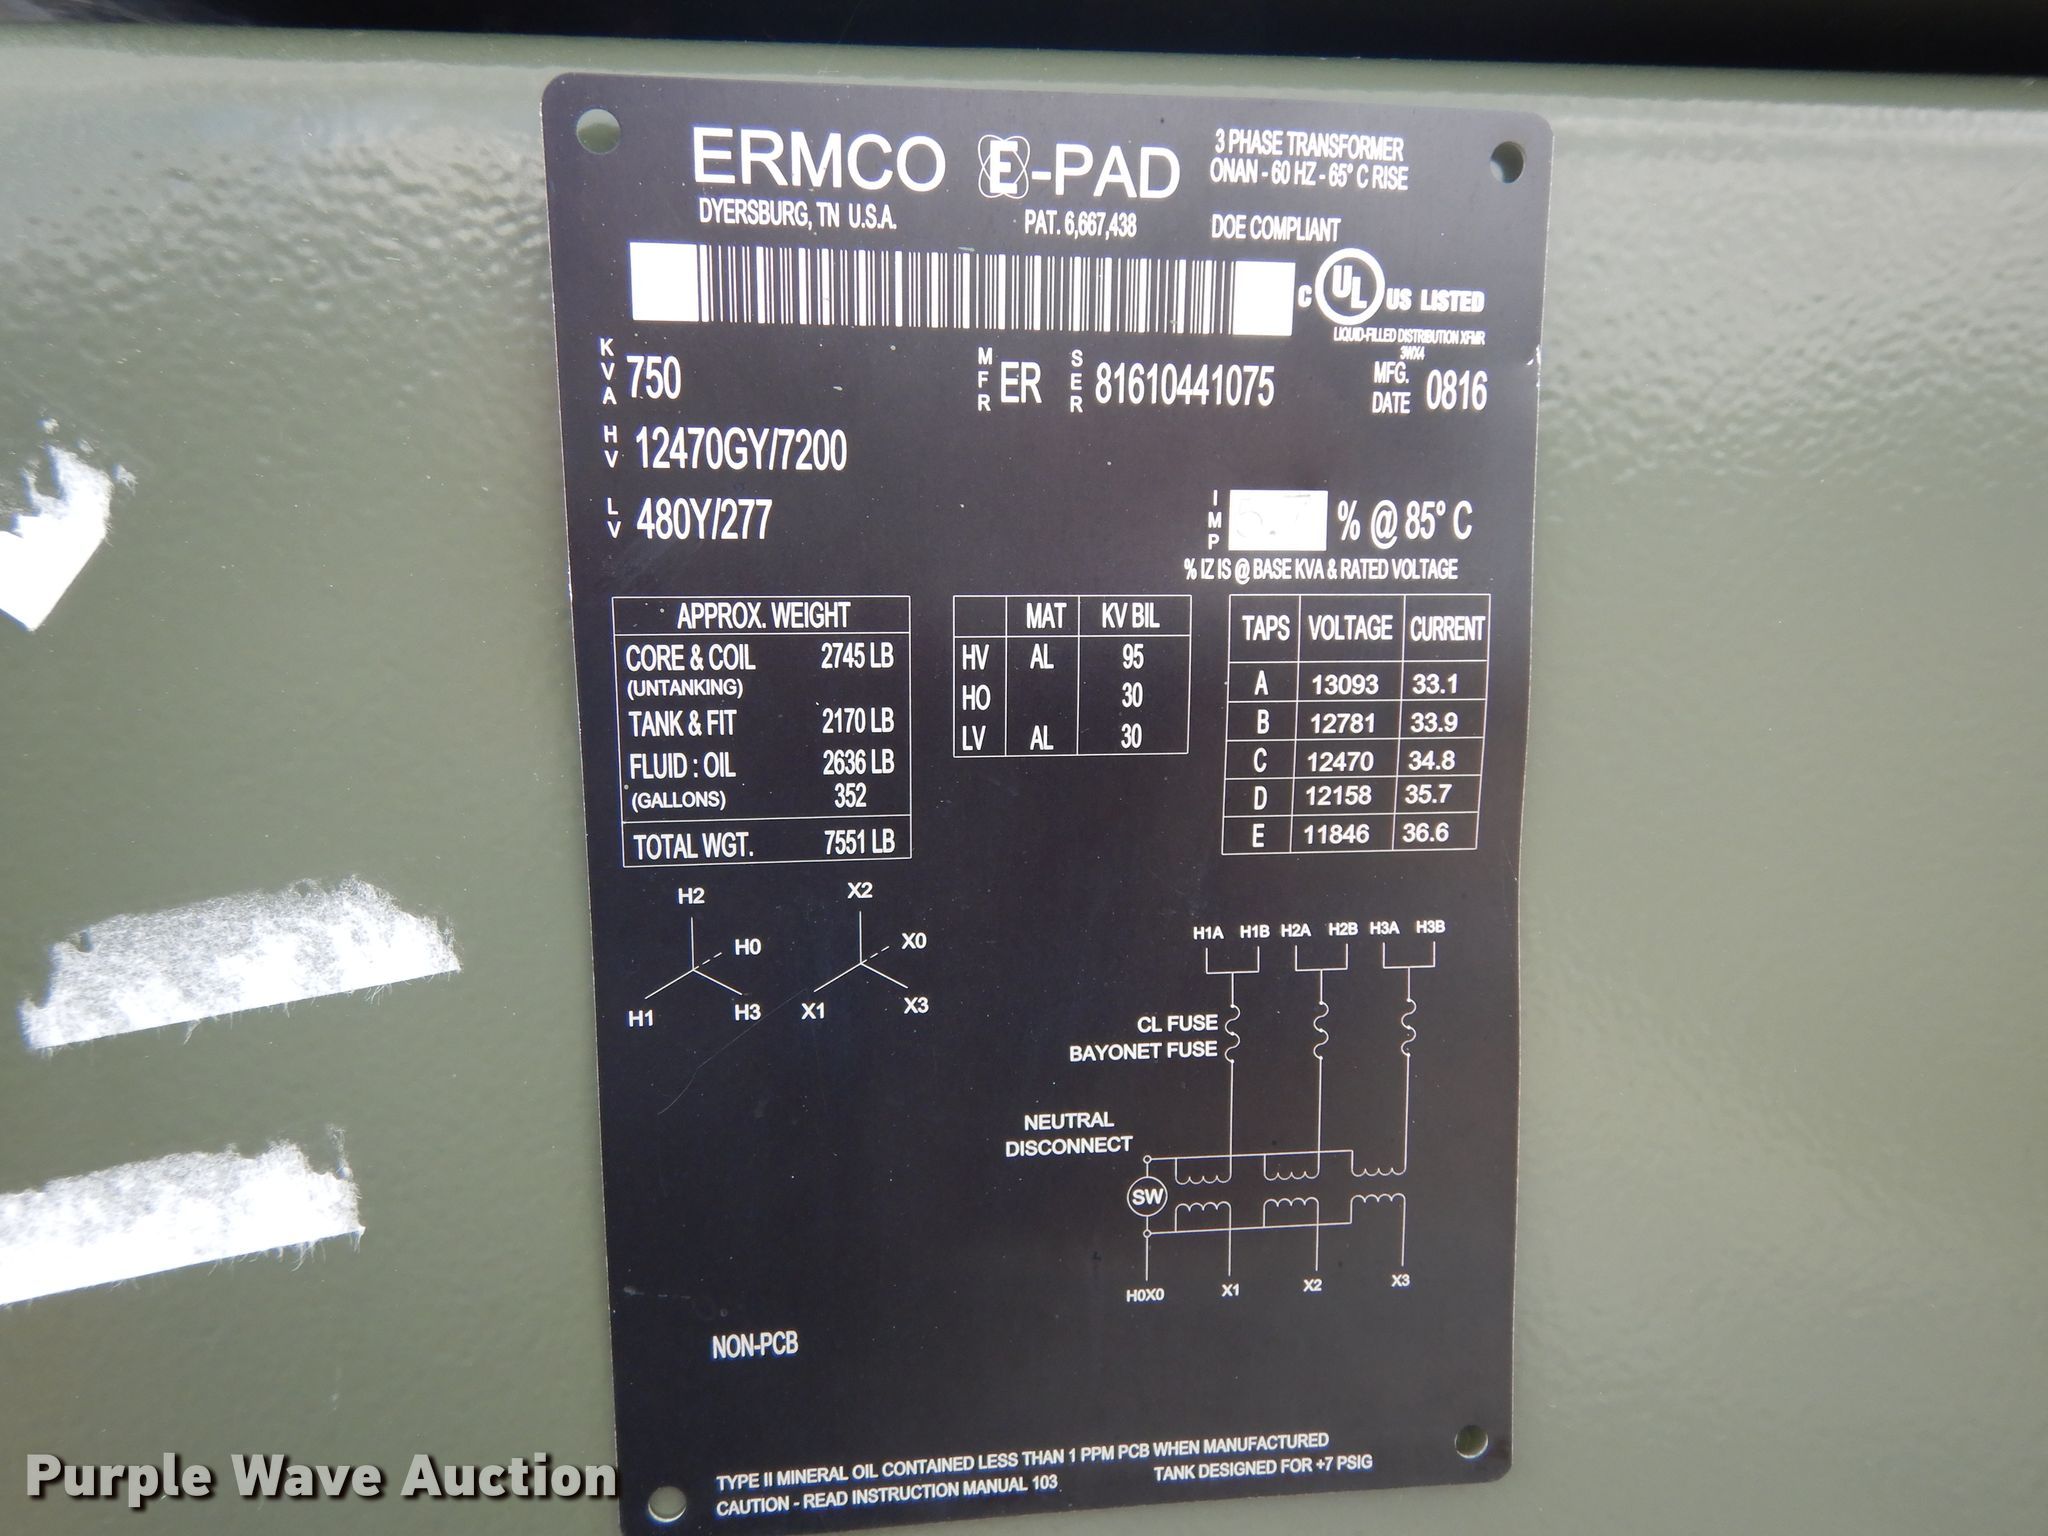 ERMCO E-PAD
3 PHASE TRANSFORMER
ONAN - 60 HZ - 65° C RISE
DYERSBURG, TN U.S.A.
PAT. 6,667,438
DOE COMPLIANT
C UL US LISTED
LIQUID-FILLED DISTRIBUTION XFMR
3WX4
KVA 750
MFR ER
SER 81610441075
MFG. DATE 0816
HV 12470GY/7200
LV 480Y/277
IMP 5.7 % @ 85° C
% IZ IS @ BASE KVA & RATED VOLTAGE
APPROX. WEIGHT
CORE & COIL 2745 LB
(UNTANKING)
TANK & FIT 2170 LB
FLUID : OIL 2636 LB
(GALLONS) 352
TOTAL WGT. 7551 LB
MAT KV BIL
HV AL 95
HO 30
LV AL 30
TAPS VOLTAGE CURRENT
A 13093 33.1
B 12781 33.9
C 12470 34.8
D 12158 35.7
E 11846 36.6
H2
H0
H1
H3
X2
X0
X1
X3
H1A H1B H2A H2B H3A H3B
CL FUSE
BAYONET FUSE
NEUTRAL
DISCONNECT
SW
H0X0 X1 X2 X3
NON-PCB
TYPE II MINERAL OIL CONTAINED LESS THAN 1 PPM PCB WHEN MANUFACTURED
CAUTION - READ INSTRUCTION MANUAL 103
TANK DESIGNED FOR +7 PSIG
Purple Wave Auction